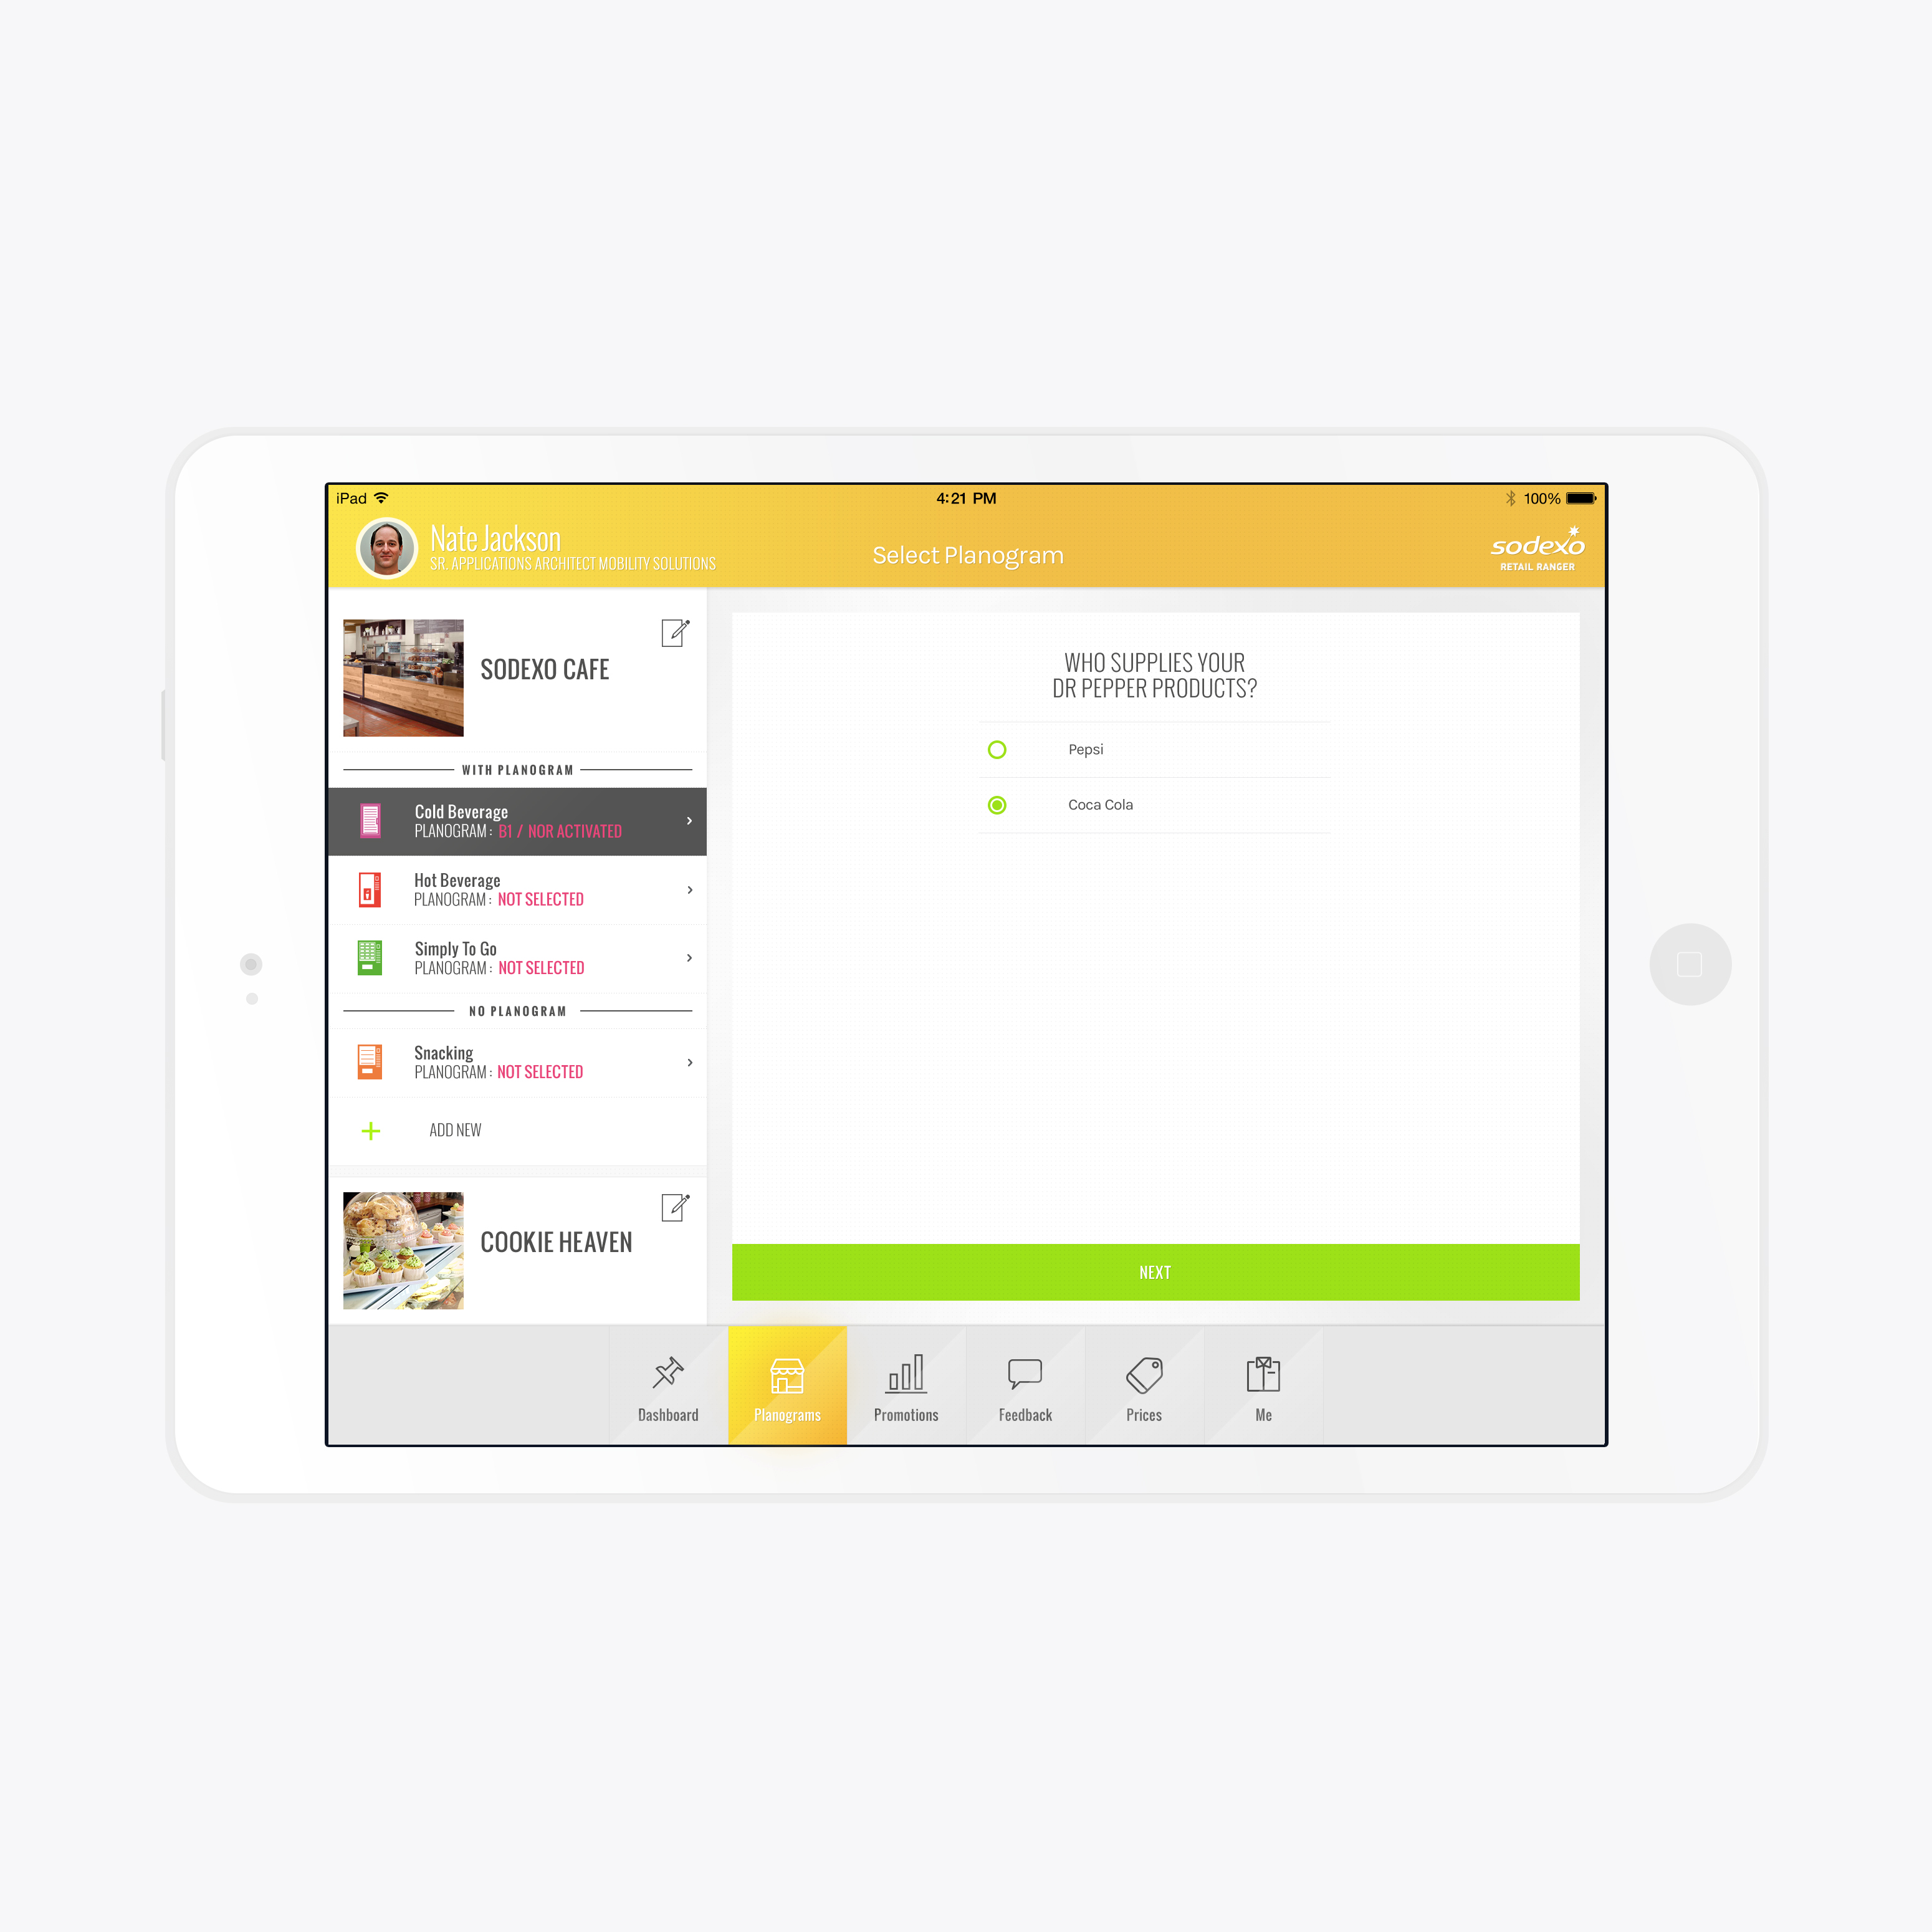 iPad
4:21 PM
100%
Nate Jackson
SR. APPLICATIONS ARCHITECT MOBILITY SOLUTIONS
Select Planogram
sodexo
RETAIL RANGER
SODEXO CAFE
WITH PLANOGRAM
Cold Beverage
PLANOGRAM : B1 / NOR ACTIVATED
Hot Beverage
PLANOGRAM : NOT SELECTED
Simply To Go
PLANOGRAM : NOT SELECTED
NO PLANOGRAM
Snacking
PLANOGRAM : NOT SELECTED
ADD NEW
COOKIE HEAVEN
WHO SUPPLIES YOUR
DR PEPPER PRODUCTS?
Pepsi
Coca Cola
NEXT
Dashboard
Planograms
Promotions
Feedback
Prices
Me